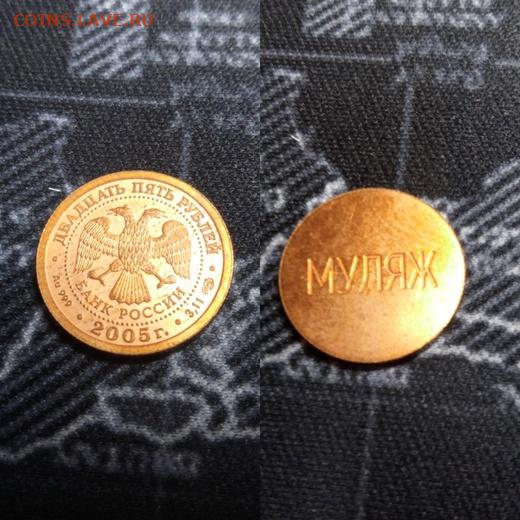 COINS.LAVE.RU
ДВАДЦАТЬ ПЯТЬ РУБЛЕЙ
Au 999
БАНК РОССИИ
3,11
2005 г.
МУЛЯЖ